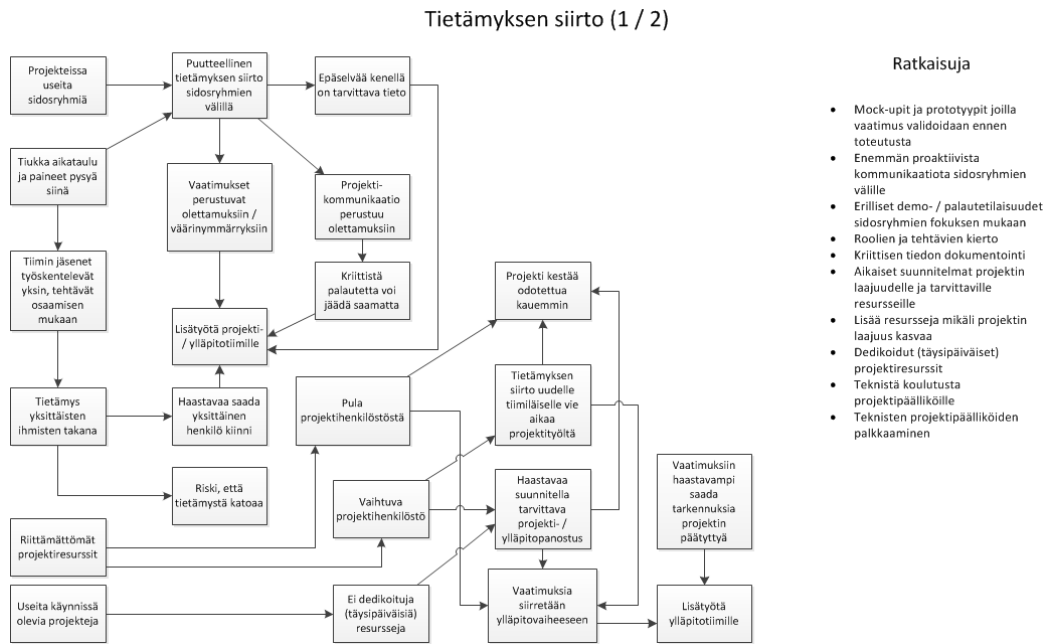 Tietämyksen siirto (1 / 2)
Projekteissa
useita
sidosryhmiä
Puutteellinen
tietämyksen siirto
sidosryhmien
välillä
Epäselvää kenellä
on tarvittava tieto
Tiukka aikataulu
ja paineet pysyä
siinä
Vaatimukset
perustuvat
olettamuksiin /
väärinymmärryksiin
Projekti-
kommunikaatio
perustuu
olettamuksiin
Tiimin jäsenet
työskentelevät
yksin, tehtävät
osaamisen
mukaan
Kriittistä
palautetta voi
jäädä saamatta
Projekti kestää
odotettua
kauemmin
Lisätyötä projekti-
/ ylläpitotiimille
Tietämys
yksittäisten
ihmisten takana
Haastavaa saada
yksittäinen
henkilö kiinni
Pula
projektihenkilöstöstä
Tietämyksen
siirto uudelle
tiimiläiselle vie
aikaa
projektityöltä
Riski, että
tietämystä katoaa
Vaihtuva
projektihenkilöstö
Haastavaa
suunnitella
tarvittava
projekti- /
ylläpitopanostus
Vaatimuksiin
haastavampi
saada
tarkennuksia
projektin
päätyttyä
Riittämättömät
projektiresurssit
Useita käynnissä
olevia projekteja
Ei dedikoituja
(täysipäiväisiä)
resursseja
Vaatimuksia
siirretään
ylläpitovaiheeseen
Lisätyötä
ylläpitotiimille
Ratkaisuja
• Mock-upit ja prototyypit joilla
vaatimus validoidaan ennen
toteutusta
• Enemmän proaktiivista
kommunikaatiota sidosryhmien
välille
• Erilliset demo- / palautetilaisuudet
sidosryhmien fokuksen mukaan
• Roolien ja tehtävien kierto
• Kriittisen tiedon dokumentointi
• Aikaiset suunnitelmat projektin
laajuudelle ja tarvittaville
resursseille
• Lisää resursseja mikäli projektin
laajuus kasvaa
• Dedikoidut (täysipäiväiset)
projektiresurssit
• Teknistä koulutusta
projektipäälliköille
• Teknisten projektipäälliköiden
palkkaaminen